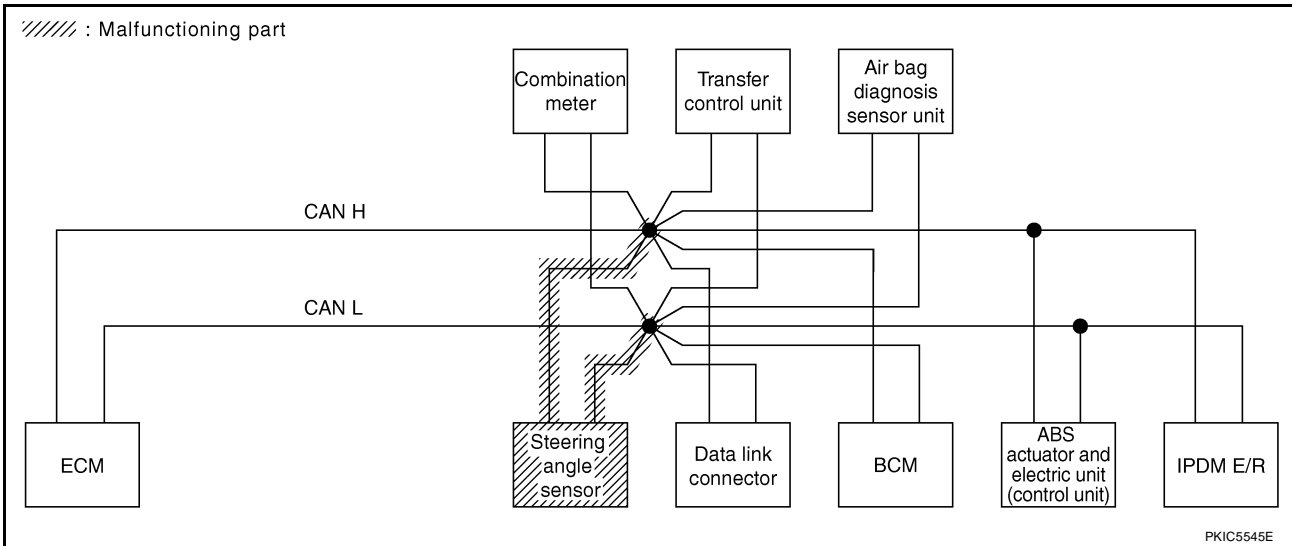 : Malfunctioning part
Combination
meter
Transfer
control unit
Air bag
diagnosis
sensor unit
CAN H
CAN L
ECM
Steering
angle
sensor
Data link
connector
BCM
ABS
actuator and
electric unit
(control unit)
IPDM E/R
PKIC5545E